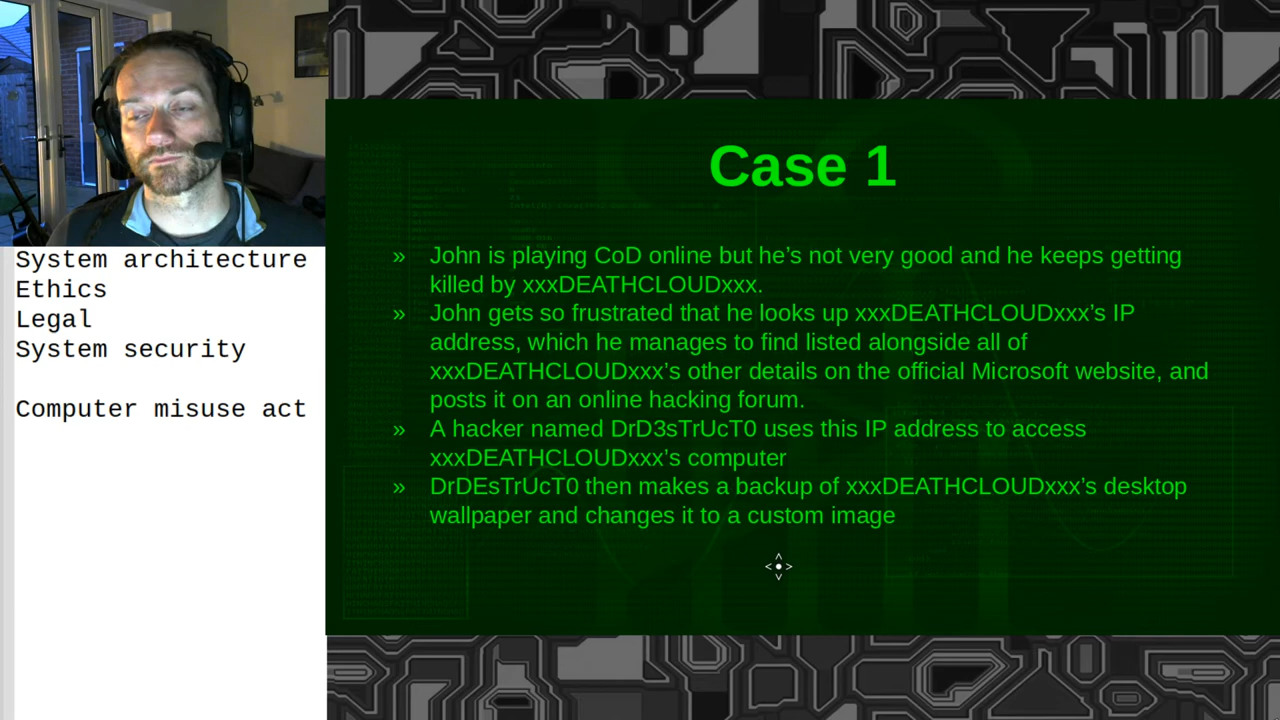 System architecture
Ethics
Legal
System security
Computer misuse act
Case 1
» John is playing CoD online but he’s not very good and he keeps getting
killed by xxxDEATHCLOUDxxx.
» John gets so frustrated that he looks up xxxDEATHCLOUDxxx’s IP
address, which he manages to find listed alongside all of
xxxDEATHCLOUDxxx’s other details on the official Microsoft website, and
posts it on an online hacking forum.
» A hacker named DrD3sTrUcT0 uses this IP address to access
xxxDEATHCLOUDxxx’s computer
» DrDEsTrUcT0 then makes a backup of xxxDEATHCLOUDxxx’s desktop
wallpaper and changes it to a custom image